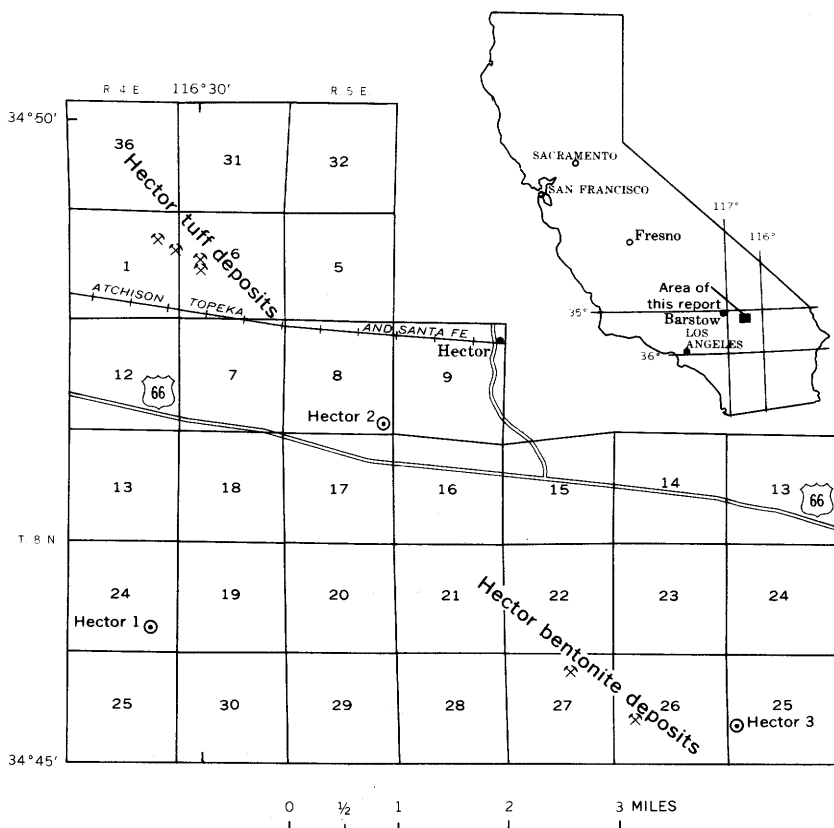 R. 4 E.
116°30'
R. 5 E.
34°50'
36
31
32
Hector tuff deposits
1
6
5
ATCHISON TOPEKA AND SANTA FE
Hector
12
66
7
8
9
Hector 2
13
18
17
16
15
14
13
66
T 8 N
24
19
20
21
22
23
24
Hector 1
Hector bentonite deposits
25
30
29
28
27
26
25
Hector 3
34°45'
0 ½ 1 2 3 MILES
SACRAMENTO
SAN FRANCISCO
Fresno
117°
116°
Area of
this report
35°
Barstow
LOS
ANGELES
36°